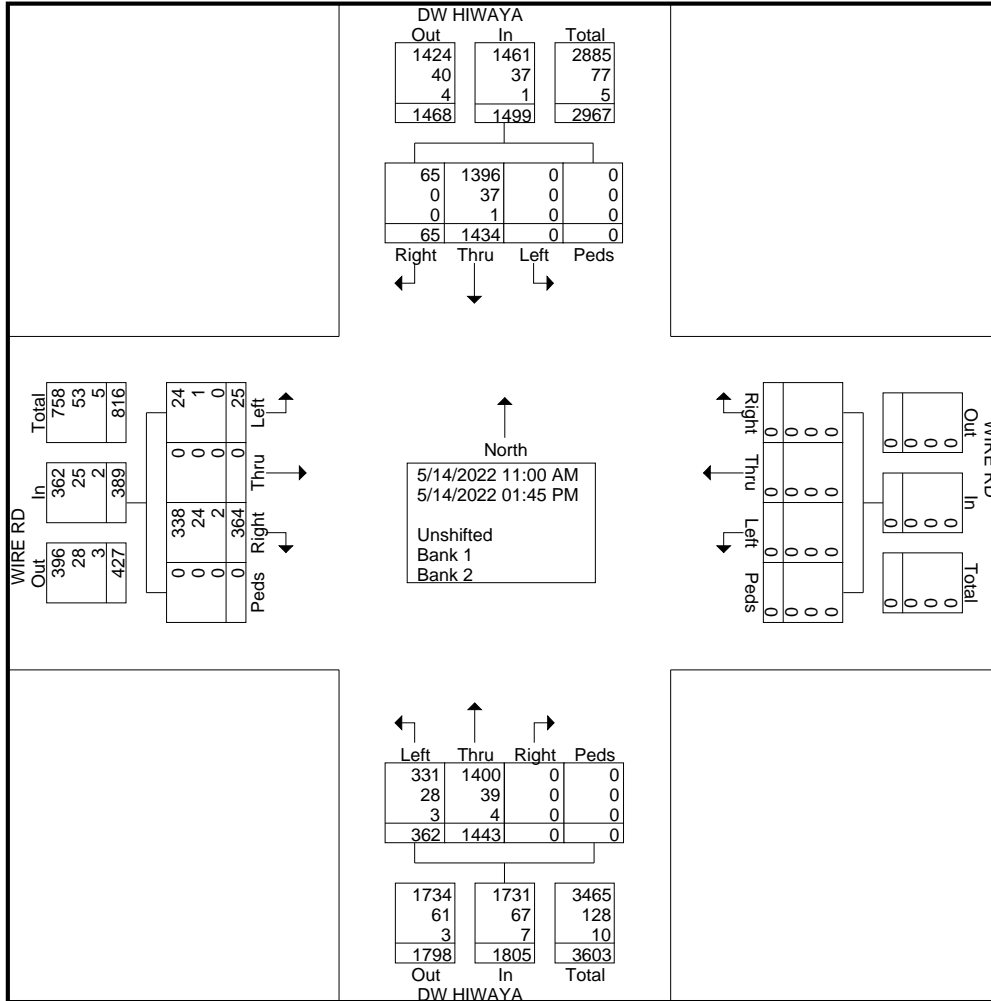 DW HIWAYA
Out In Total
1424 1461 2885
40 37 77
4 1 5
1468 1499 2967
65 1396 0 0
0 37 0 0
0 1 0 0
65 1434 0 0
Right Thru Left Peds
WIRE RD
Total
758
53
5
816
In
362
25
2
389
Out
396
28
3
427
Left
24
1
0
25
Thru
0
0
0
0
Right
338
24
2
364
Peds
0
0
0
0
North
5/14/2022 11:00 AM
5/14/2022 01:45 PM
Unshifted
Bank 1
Bank 2
Right
0
0
0
0
Thru
0
0
0
0
Left
0
0
0
0
Peds
0
0
0
0
WIRE RD
Out
0
0
0
0
In
0
0
0
0
Total
0
0
0
0
Left Thru Right Peds
331 1400 0 0
28 39 0 0
3 4 0 0
362 1443 0 0
1734 1731 3465
61 67 128
3 7 10
1798 1805 3603
Out In Total
DW HIWAYA